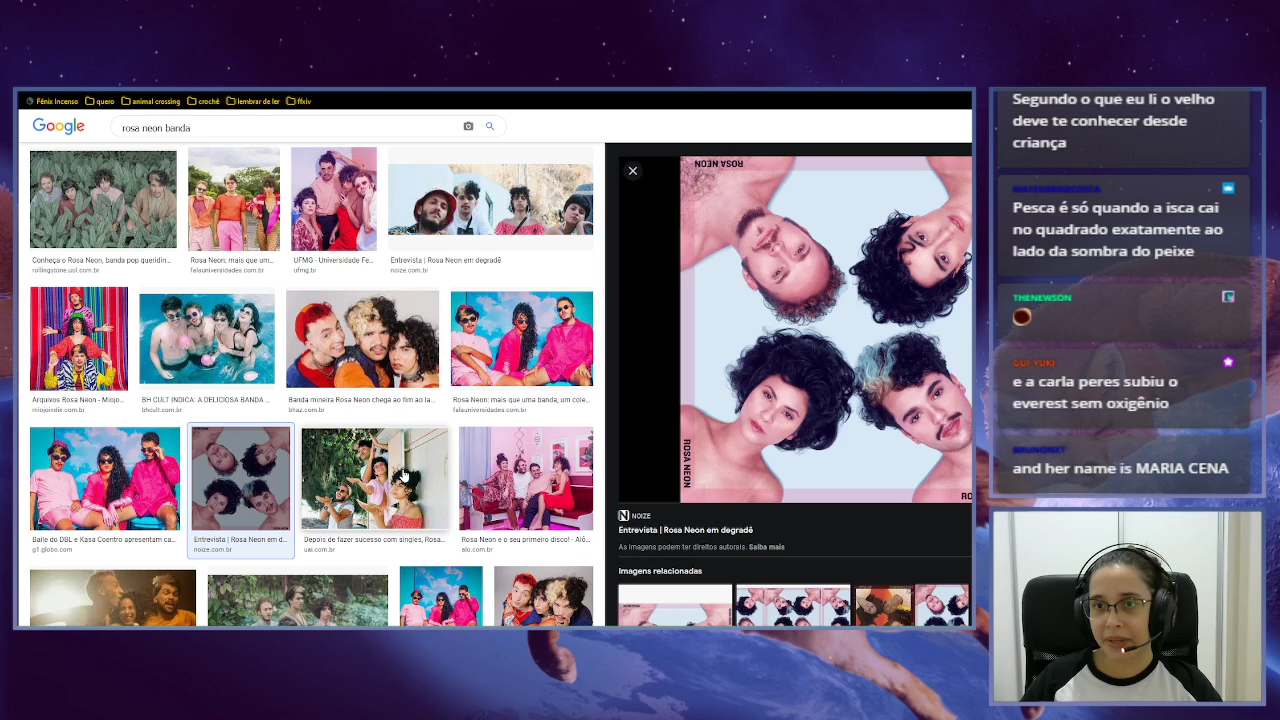 Fênix Incenso
quero
animal crossing
crochê
lembrar de ler
ffxiv
Google
rosa neon banda
Conheça o Rosa Neon, banda pop queridin...
rollingstone.uol.com.br
Rosa Neon: mais que um...
falauniversidades.com.br
UFMG - Universidade Fe...
ufmg.br
Entrevista | Rosa Neon em degradê
noize.com.br
Arquivos Rosa Neon - Miojo...
miojoindie.com.br
BH CULT INDICA: A DELICIOSA BANDA ...
bhcult.com.br
Banda mineira Rosa Neon chega ao fim ao la...
bhaz.com.br
Rosa Neon: mais que uma banda, um cole...
falauniversidades.com.br
Baile do DBL e Kasa Coentro apresentam ca...
g1.globo.com
Entrevista | Rosa Neon em d...
noize.com.br
Depois de fazer sucesso com singles, Rosa...
uai.com.br
Rosa Neon e o seu primeiro disco! - Alô...
alo.com.br
ROSA NEON
ROSA NEON
RO
N NOIZE
Entrevista | Rosa Neon em degradê
As imagens podem ter direitos autorais. Saiba mais
Imagens relacionadas
Segundo o que eu li o velho
deve te conhecer desde
criança
Pesca é só quando a isca cai
no quadrado exatamente ao
lado da sombra do peixe
THENEWSON
GUI YUKI
e a carla peres subiu o
everest sem oxigênio
BRUNONXT
and her name is MARIA CENA